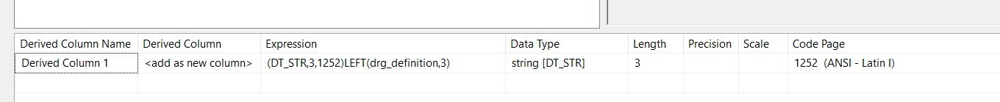 Derived Column Name Derived Column Expression Data Type Length Precision Scale Code Page
Derived Column 1 <add as new column> (DT_STR,3,1252)LEFT(drg_definition,3) string [DT_STR] 3 1252 (ANSI - Latin I)